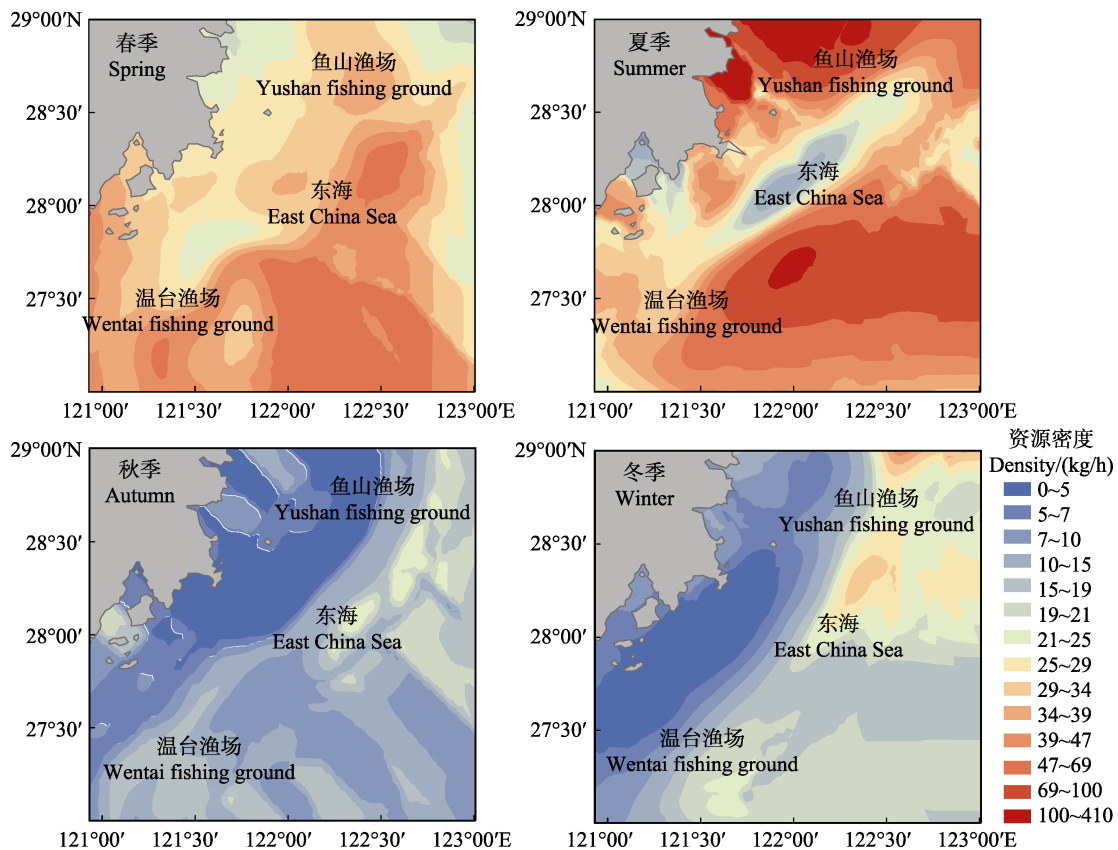 29°00′N
春季
Spring
鱼山渔场
Yushan fishing ground
28°30′
东海
East China Sea
28°00′
27°30′
温台渔场
Wentai fishing ground
121°00′
121°30′
122°00′
122°30′
123°00′E
29°00′N
夏季
Summer
鱼山渔场
Yushan fishing ground
28°30′
东海
East China Sea
28°00′
27°30′
温台渔场
Wentai fishing ground
121°00′
121°30′
122°00′
122°30′
123°00′E
29°00′N
秋季
Autumn
鱼山渔场
Yushan fishing ground
28°30′
东海
East China Sea
28°00′
27°30′
温台渔场
Wentai fishing ground
121°00′
121°30′
122°00′
122°30′
123°00′E
29°00′N
冬季
Winter
鱼山渔场
Yushan fishing ground
28°30′
东海
East China Sea
28°00′
27°30′
温台渔场
Wentai fishing ground
121°00′
121°30′
122°00′
122°30′
123°00′E
资源密度
Density/(kg/h)
0~5
5~7
7~10
10~15
15~19
19~21
21~25
25~29
29~34
34~39
39~47
47~69
69~100
100~410